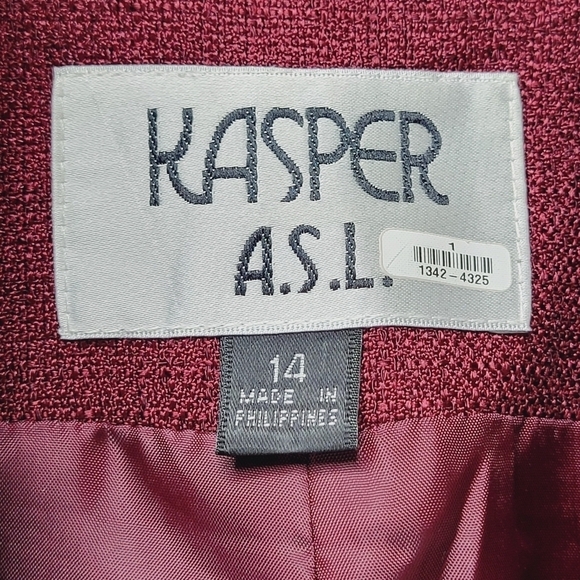 KASPER
A.S.L.
1
1342-4325
14
MADE IN
PHILIPPINES